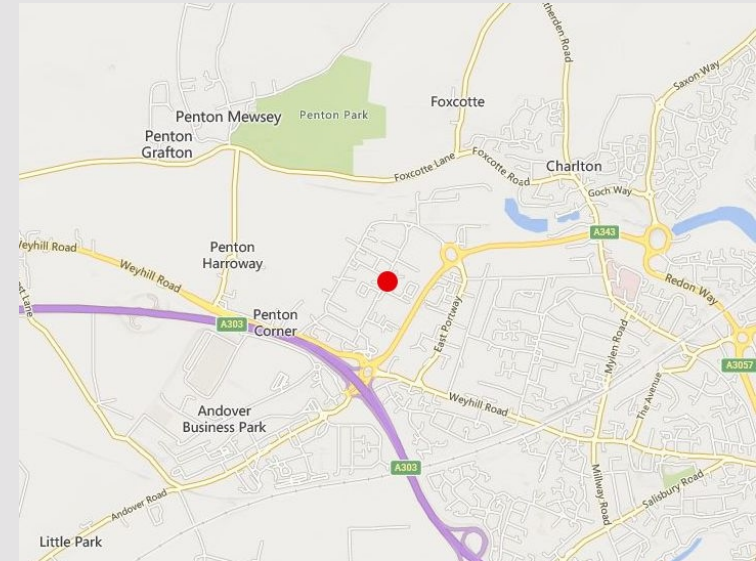 Saxon Way
Foxcotte
Penton Mewsey
Penton Park
Penton
Grafton
Foxcotte Lane
Foxcotte Road
Charlton
Goch Way
A343
Weyhill Road
Penton
Harroway
Redon Way
A303
Penton
Corner
East Portway
Mylen Road
A3057
The Avenue
Weyhill Road
Andover
Business Park
A303
Millway
Road
Salisbury Road
Andover Road
Little Park